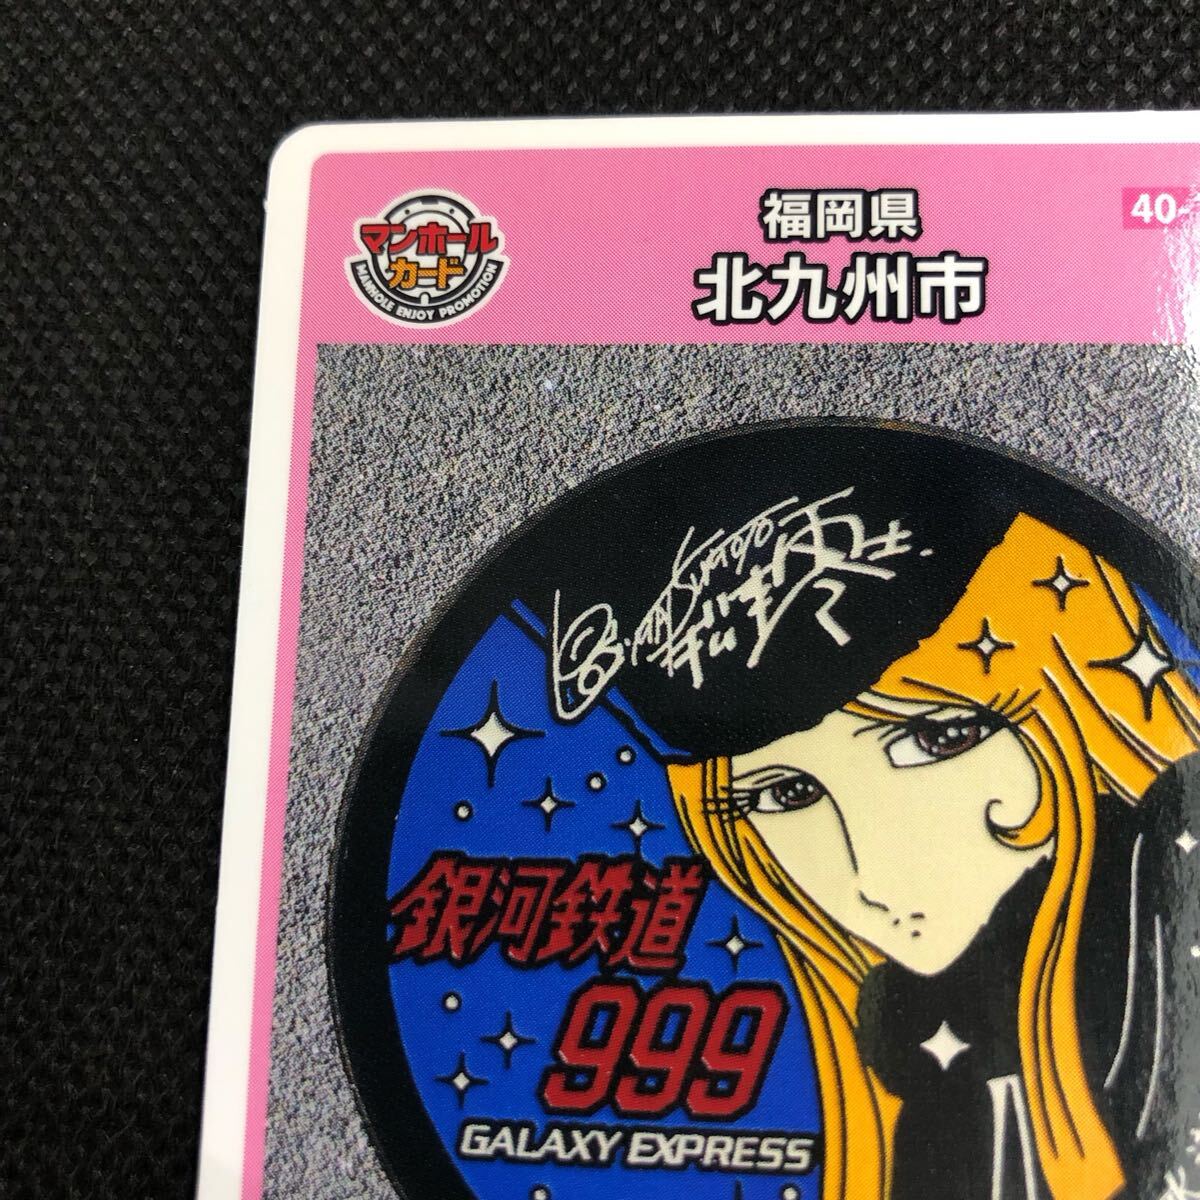 マンホール
カード
MANHOLE ENJOY PROMOTION
福岡県
北九州市
40-
銀河鉄道
999
GALAXY EXPRESS